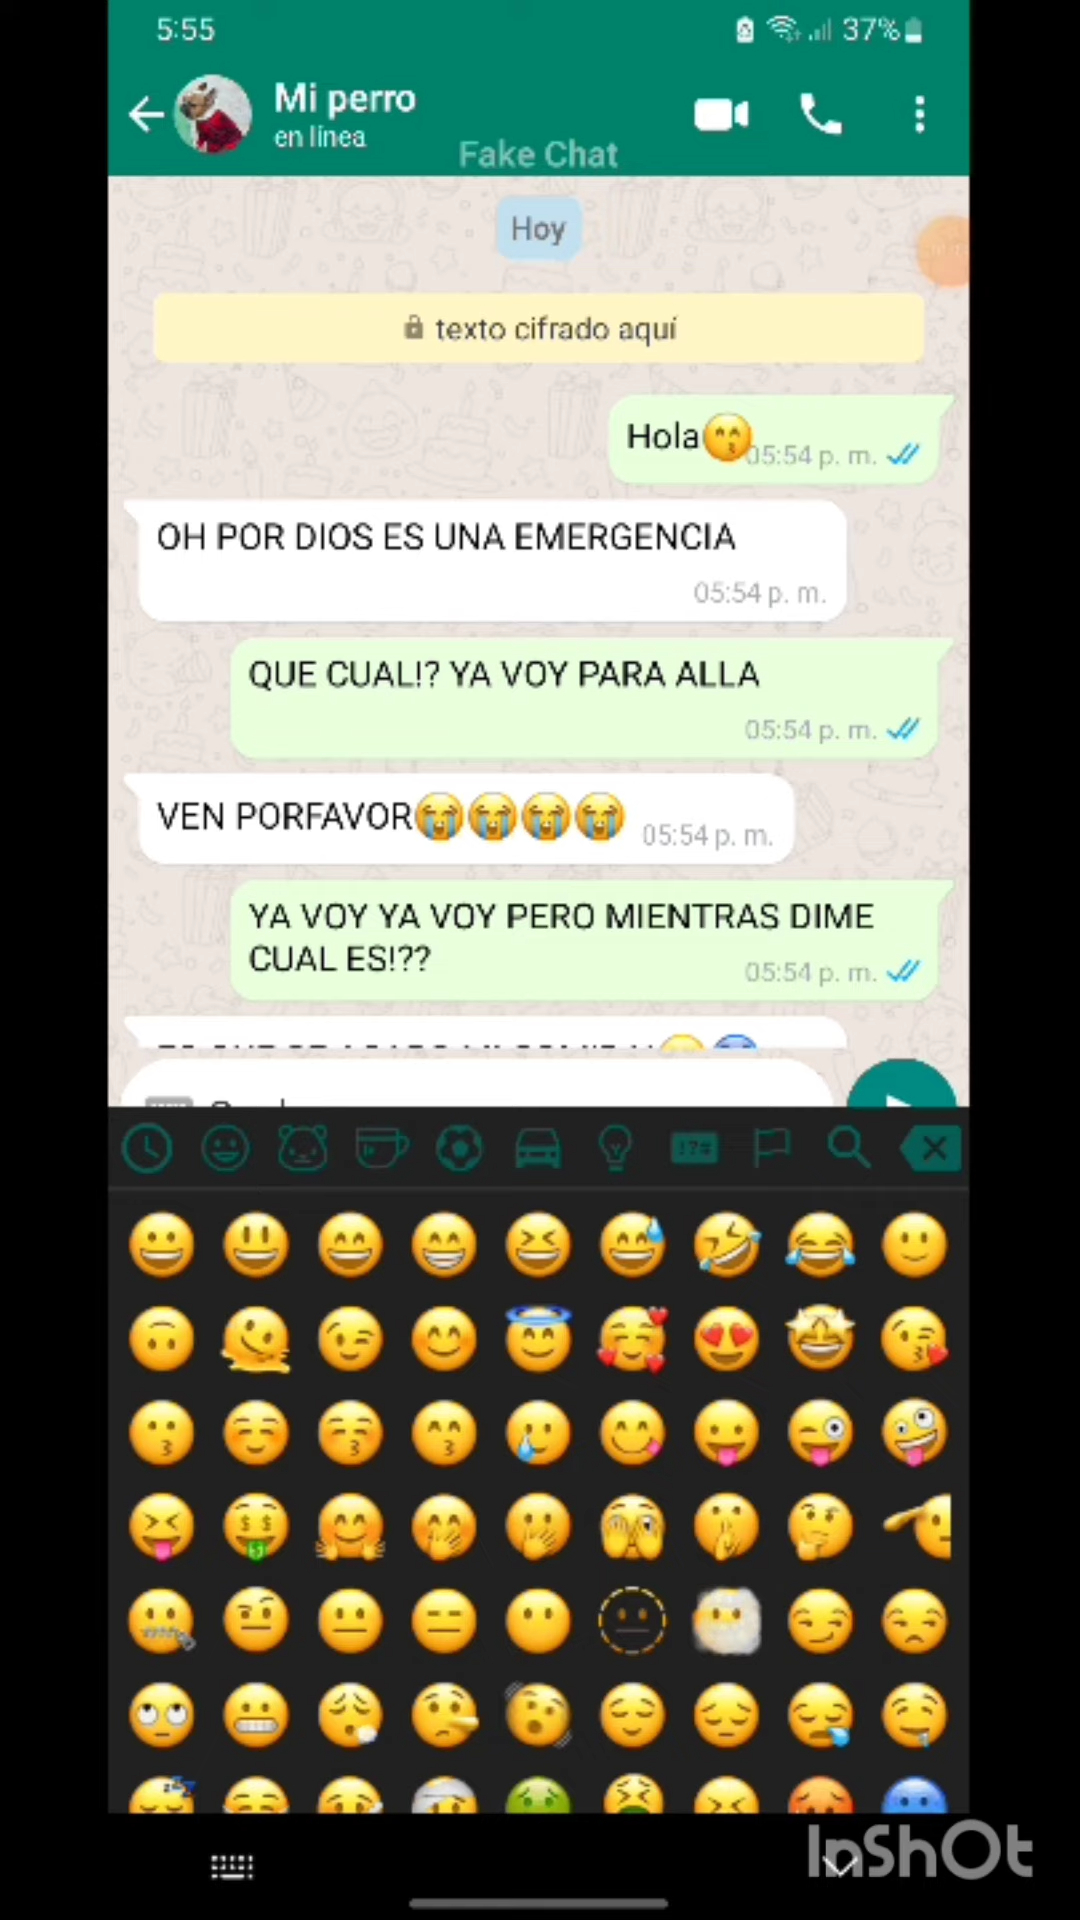 5:55
37%
Mi perro
en línea
Fake Chat
Hoy
texto cifrado aquí
Hola😙
05:54 p. m.
OH POR DIOS ES UNA EMERGENCIA
05:54 p. m.
QUE CUAL!? YA VOY PARA ALLA
05:54 p. m.
VEN PORFAVOR😭😭😭😭
05:54 p. m.
YA VOY YA VOY PERO MIENTRAS DIME
CUAL ES!??
05:54 p. m.
InShOt